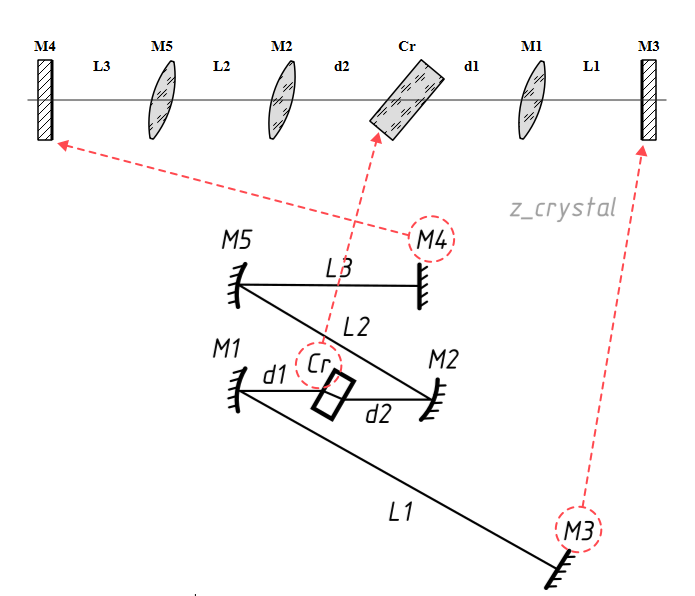 M4 M5 M2 Cr M1 M3
L3 L2 d2 d1 L1
z_crystal
M5 M4
L3
L2
M1 Cr M2
d1
d2
L1
M3